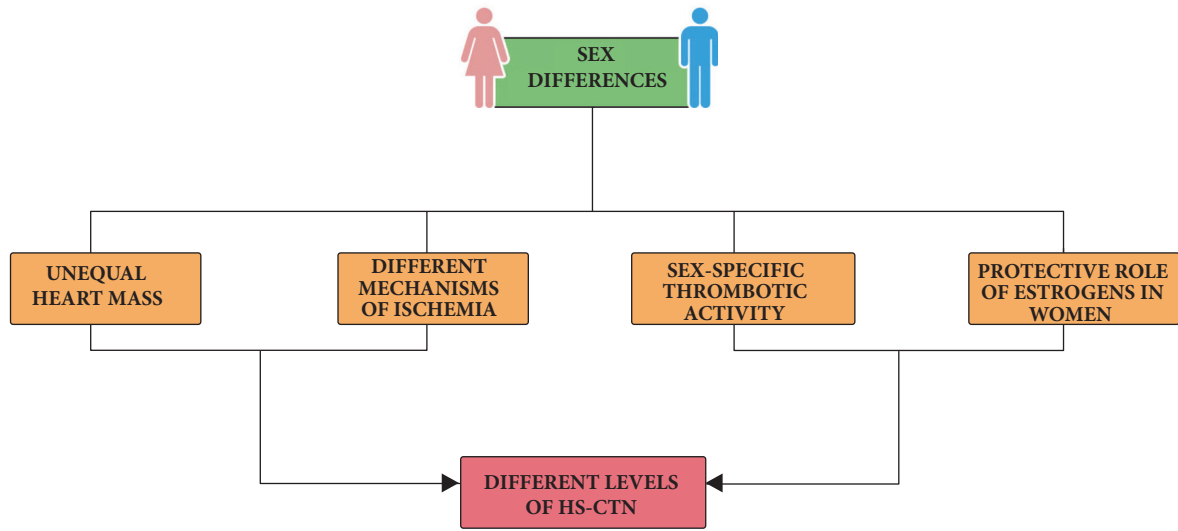 SEX
DIFFERENCES
UNEQUAL
HEART MASS
DIFFERENT
MECHANISMS
OF ISCHEMIA
SEX-SPECIFIC
THROMBOTIC
ACTIVITY
PROTECTIVE ROLE
OF ESTROGENS IN
WOMEN
DIFFERENT LEVELS
OF HS-CTN